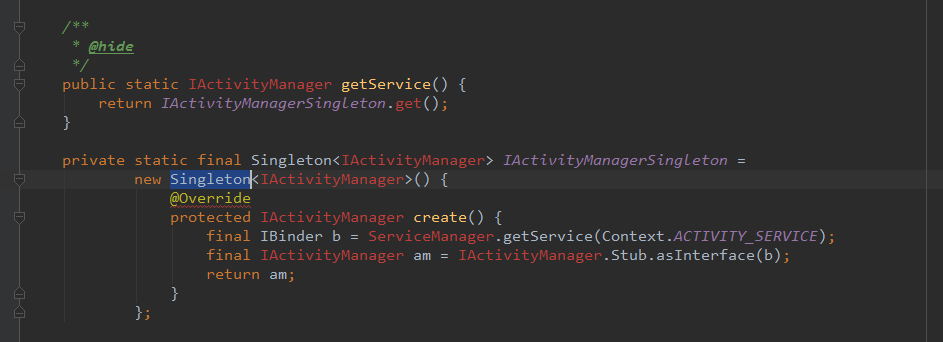 /**
 * @hide
 */
public static IActivityManager getService() {
    return IActivityManagerSingleton.get();
}
private static final Singleton<IActivityManager> IActivityManagerSingleton =
        new Singleton<IActivityManager>() {
            @Override
            protected IActivityManager create() {
                final IBinder b = ServiceManager.getService(Context.ACTIVITY_SERVICE);
                final IActivityManager am = IActivityManager.Stub.asInterface(b);
                return am;
            }
        };